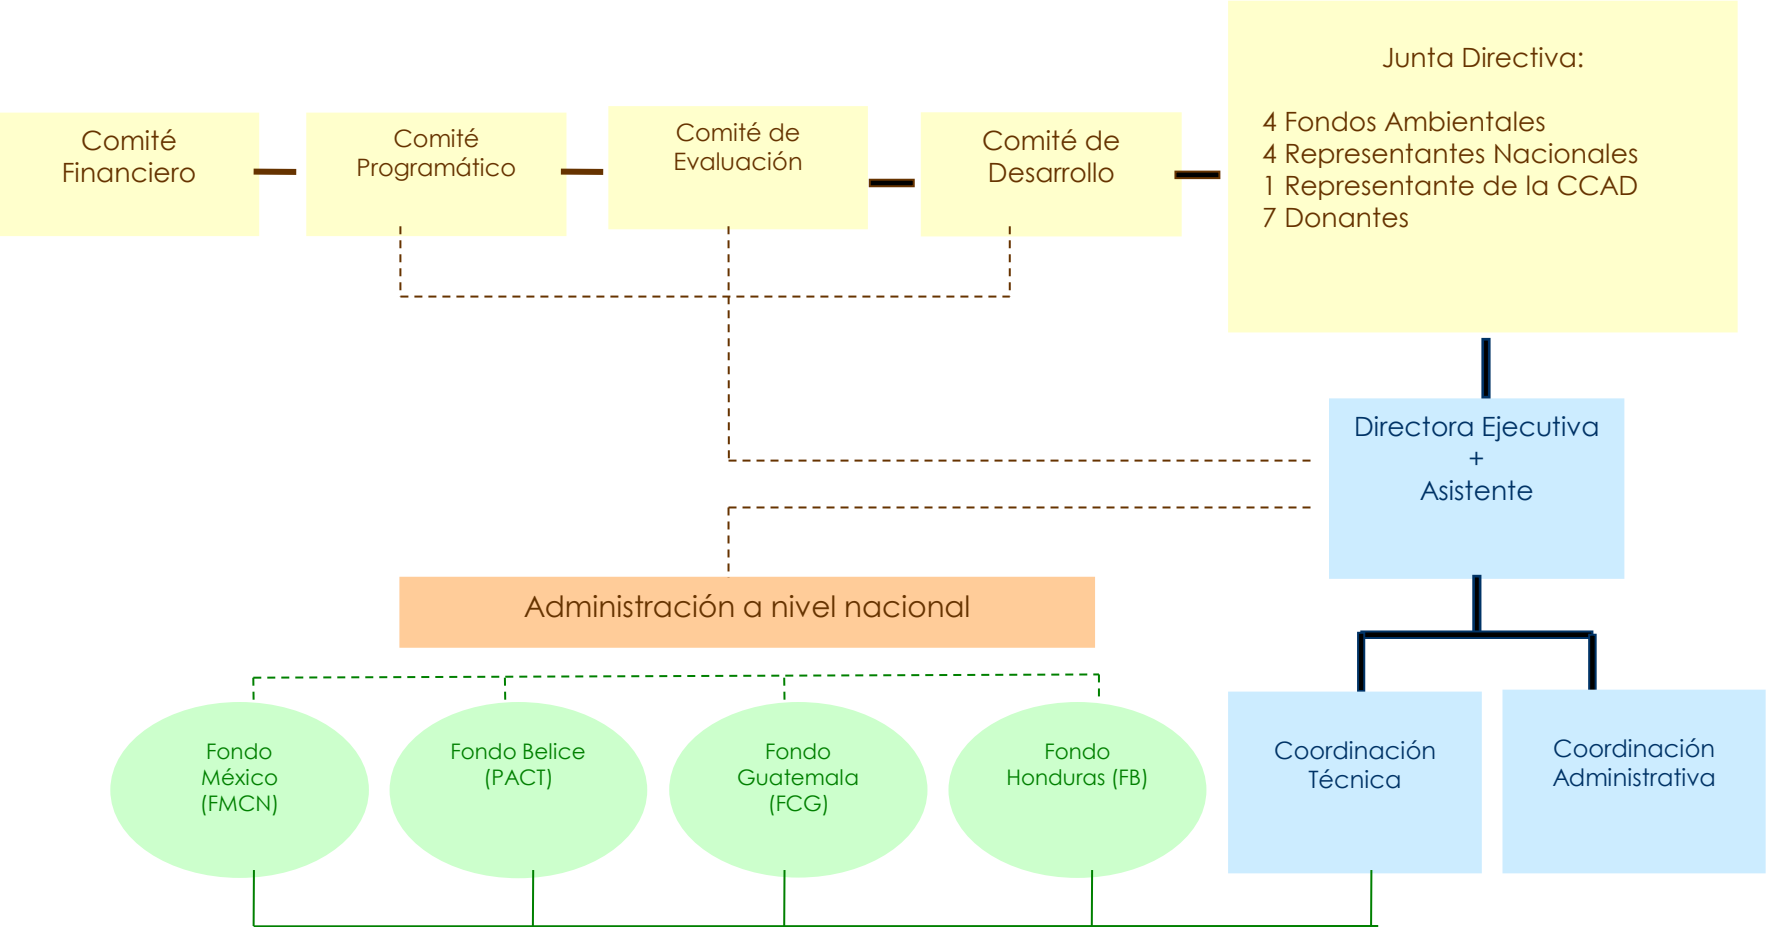 Comité
Financiero
Comité
Programático
Comité de
Evaluación
Comité de
Desarrollo
Junta Directiva:
4 Fondos Ambientales
4 Representantes Nacionales
1 Representante de la CCAD
7 Donantes
Directora Ejecutiva
+
Asistente
Administración a nivel nacional
Fondo
México
(FMCN)
Fondo Belice
(PACT)
Fondo
Guatemala
(FCG)
Fondo
Honduras (FB)
Coordinación
Técnica
Coordinación
Administrativa